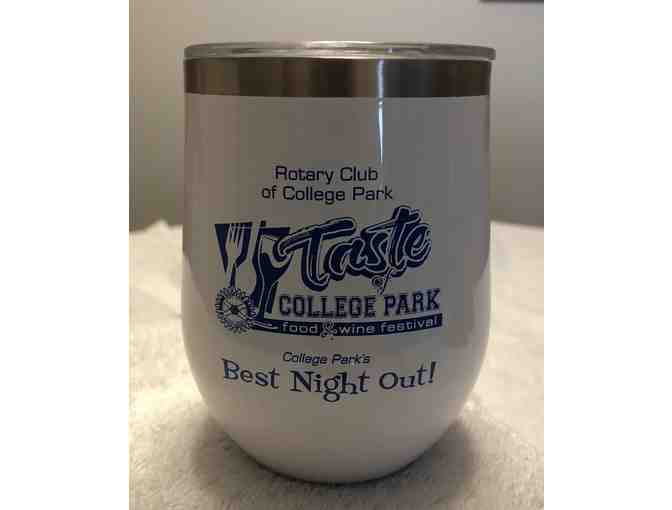 Rotary Club
of College Park
Taste
of
COLLEGE PARK
food & wine festival
College Park's
Best Night Out!